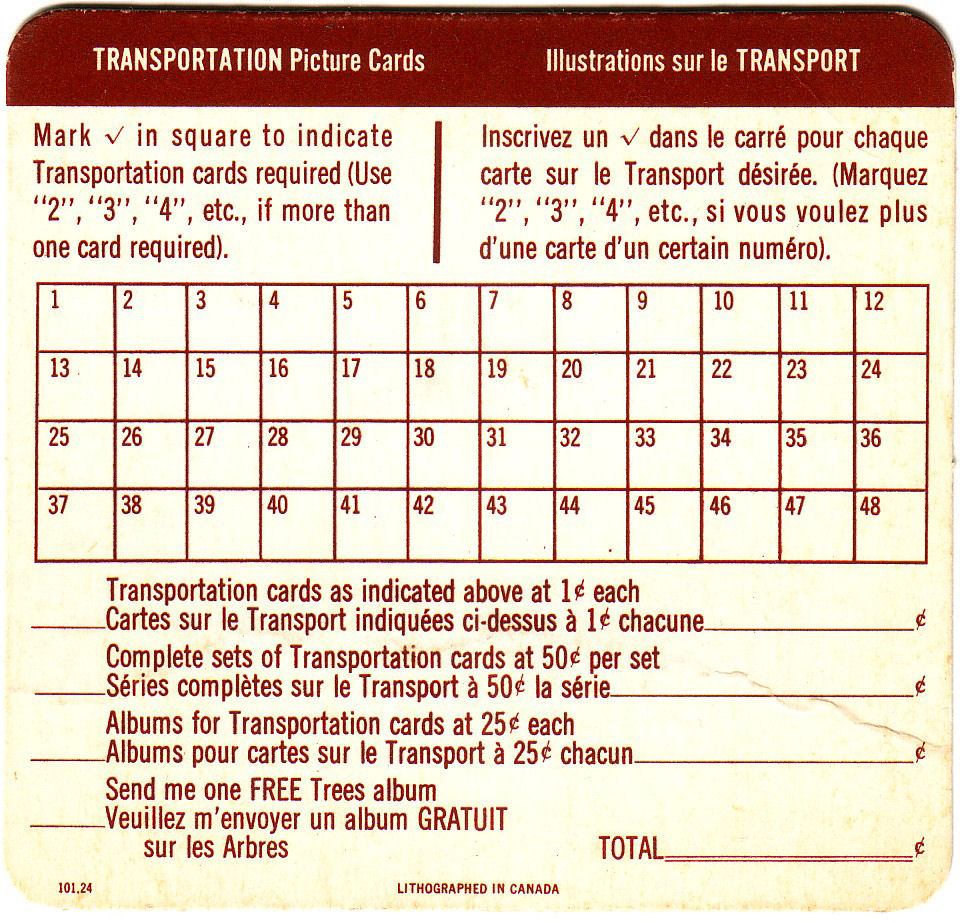 TRANSPORTATION Picture Cards
Illustrations sur le TRANSPORT
Mark ✓ in square to indicate
Transportation cards required (Use
“2”, “3”, “4”, etc., if more than
one card required).
Inscrivez un ✓ dans le carré pour chaque
carte sur le Transport désirée. (Marquez
“2”, “3”, “4”, etc., si vous voulez plus
d’une carte d’un certain numéro).
1 2 3 4 5 6 7 8 9 10 11 12
13 14 15 16 17 18 19 20 21 22 23 24
25 26 27 28 29 30 31 32 33 34 35 36
37 38 39 40 41 42 43 44 45 46 47 48
Transportation cards as indicated above at 1¢ each
Cartes sur le Transport indiquées ci-dessus à 1¢ chacune ¢
Complete sets of Transportation cards at 50¢ per set
Séries complètes sur le Transport à 50¢ la série ¢
Albums for Transportation cards at 25¢ each
Albums pour cartes sur le Transport à 25¢ chacun ¢
Send me one FREE Trees album
Veuillez m’envoyer un album GRATUIT
sur les Arbres
TOTAL ¢
101.24
LITHOGRAPHED IN CANADA